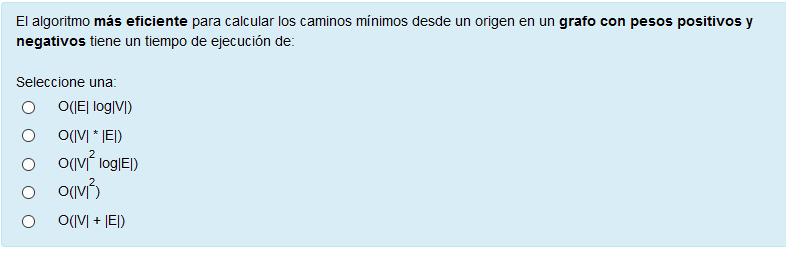 El algoritmo más eficiente para calcular los caminos mínimos desde un origen en un grafo con pesos positivos y
negativos tiene un tiempo de ejecución de:
Seleccione una:
O(|E| log|V|)
O(|V| * |E|)
O(|V|² log|E|)
O(|V|²)
O(|V| + |E|)